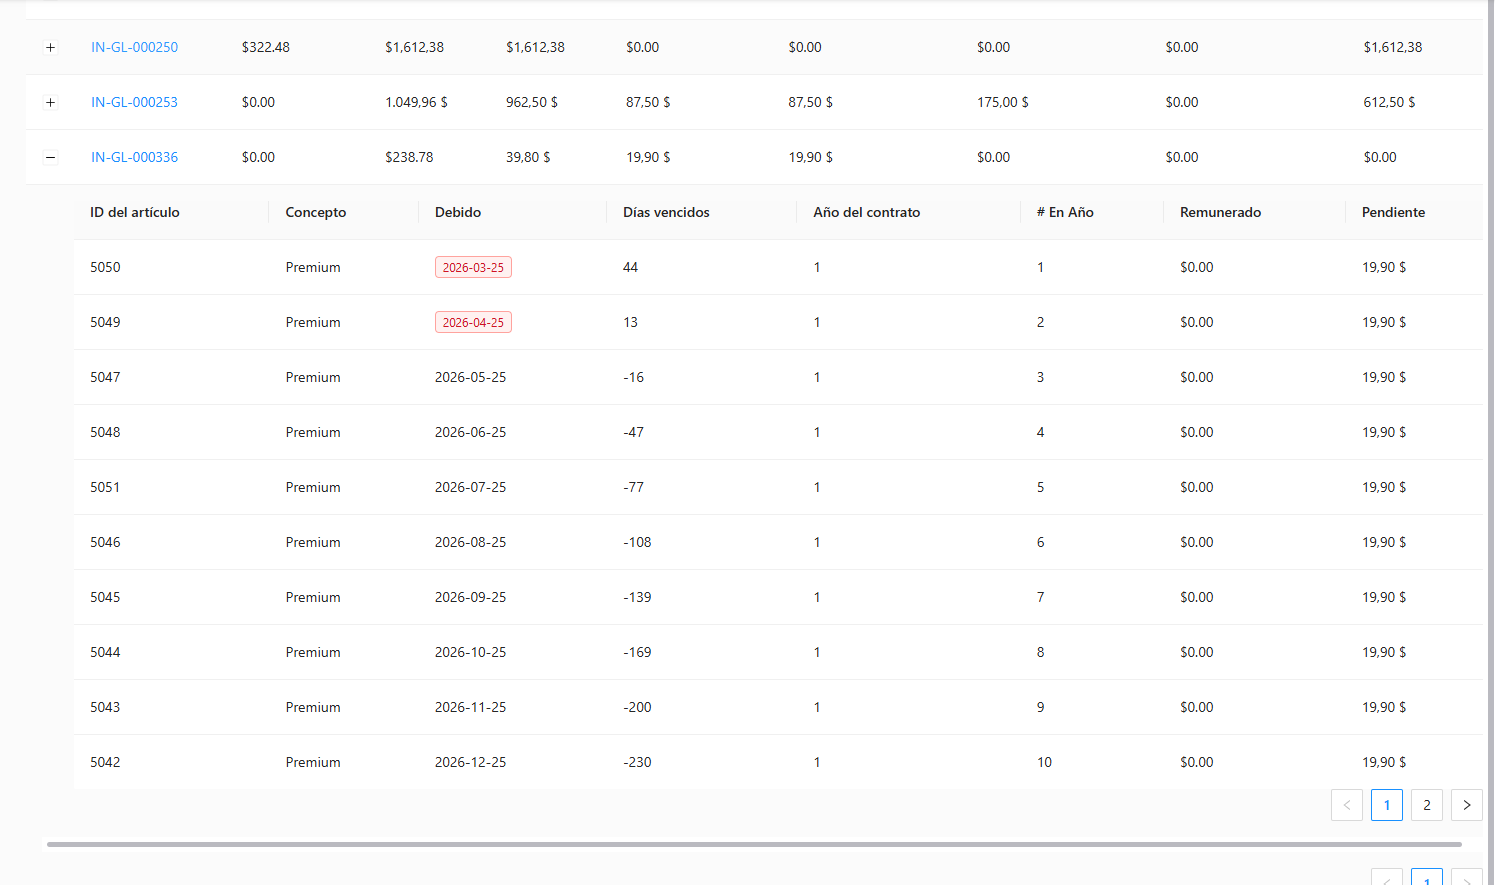 IN-GL-000250 $322.48 $1,612,38 $1,612,38 $0.00 $0.00 $0.00 $0.00 $1,612,38
IN-GL-000253 $0.00 1.049,96 $ 962,50 $ 87,50 $ 87,50 $ 175,00 $ $0.00 612,50 $
IN-GL-000336 $0.00 $238.78 39,80 $ 19,90 $ 19,90 $ $0.00 $0.00 $0.00
ID del artículo Concepto Debido Días vencidos Año del contrato # En Año Remunerado Pendiente
5050 Premium 2026-03-25 44 1 1 $0.00 19,90 $
5049 Premium 2026-04-25 13 1 2 $0.00 19,90 $
5047 Premium 2026-05-25 -16 1 3 $0.00 19,90 $
5048 Premium 2026-06-25 -47 1 4 $0.00 19,90 $
5051 Premium 2026-07-25 -77 1 5 $0.00 19,90 $
5046 Premium 2026-08-25 -108 1 6 $0.00 19,90 $
5045 Premium 2026-09-25 -139 1 7 $0.00 19,90 $
5044 Premium 2026-10-25 -169 1 8 $0.00 19,90 $
5043 Premium 2026-11-25 -200 1 9 $0.00 19,90 $
5042 Premium 2026-12-25 -230 1 10 $0.00 19,90 $
1 2
1